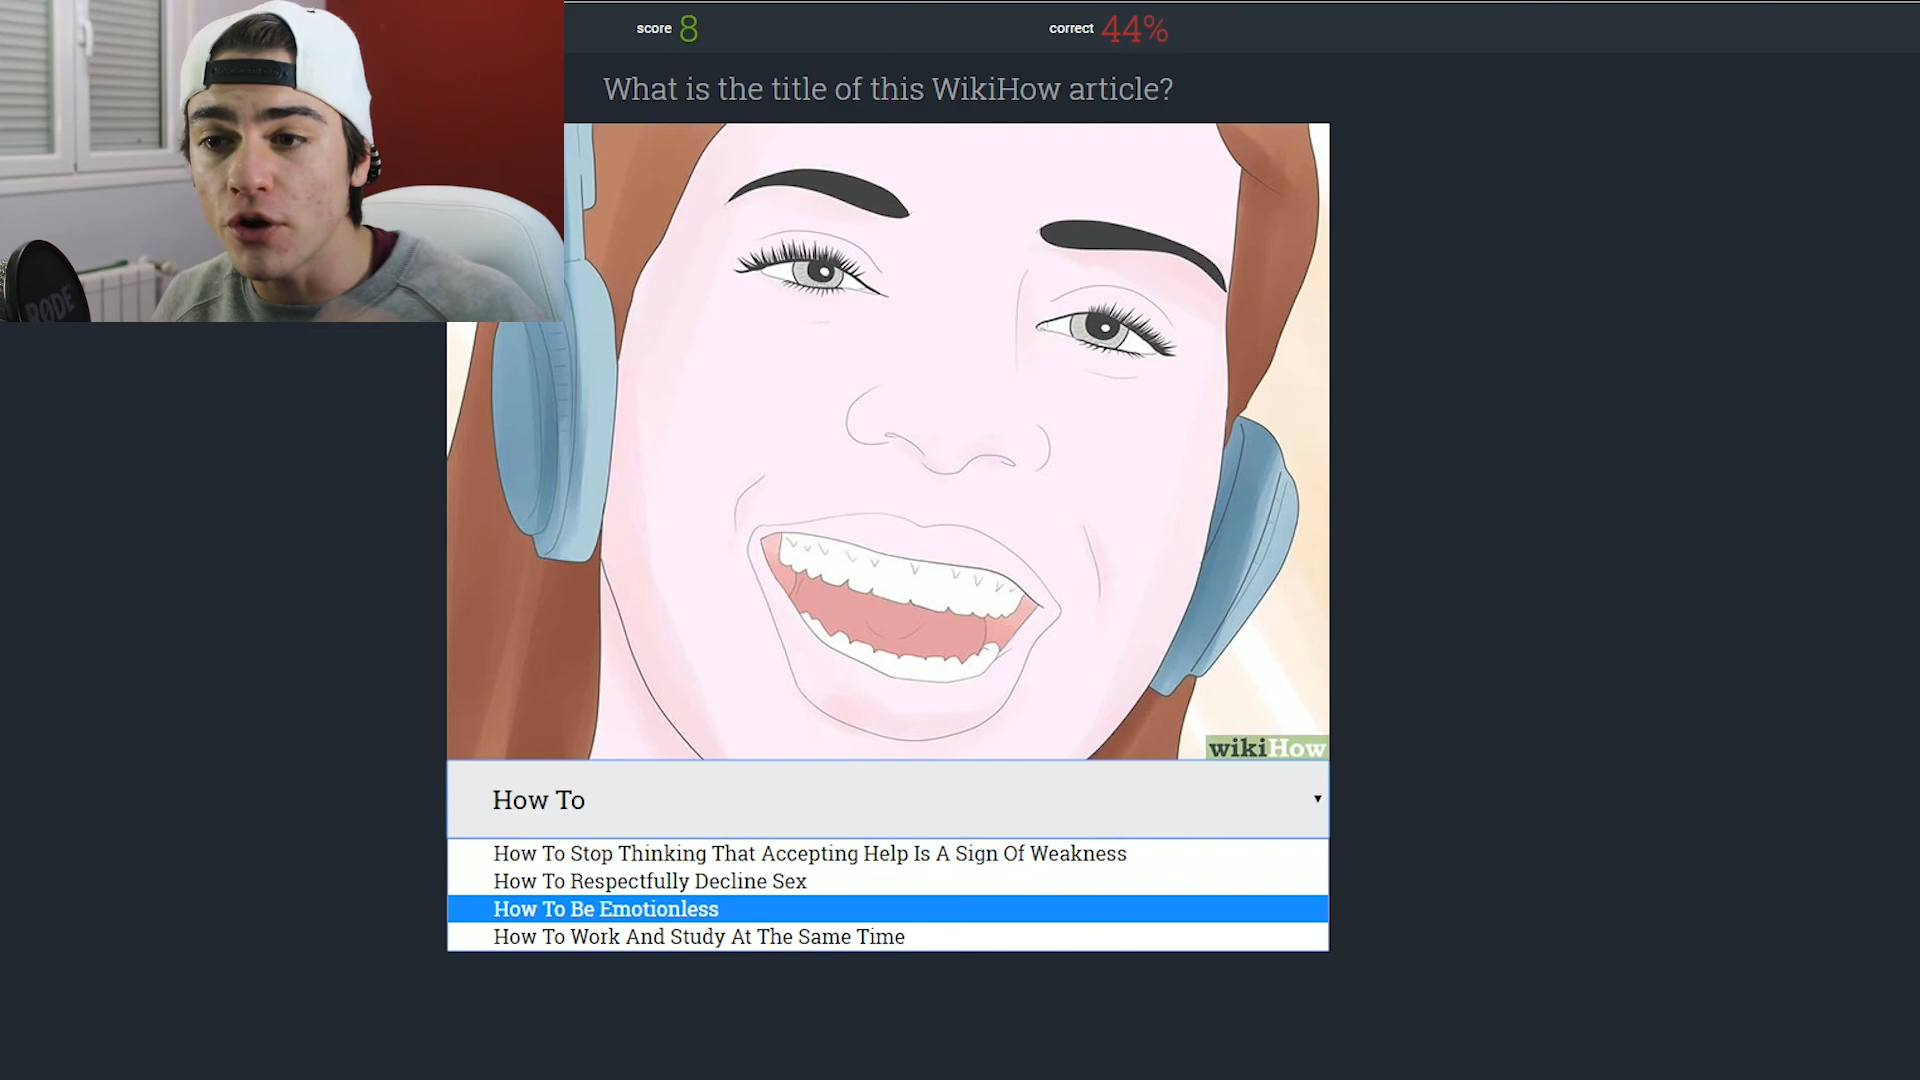 score 8
correct 44%
What is the title of this WikiHow article?
RØDE
wikiHow
How To
How To Stop Thinking That Accepting Help Is A Sign Of Weakness
How To Respectfully Decline Sex
How To Be Emotionless
How To Work And Study At The Same Time